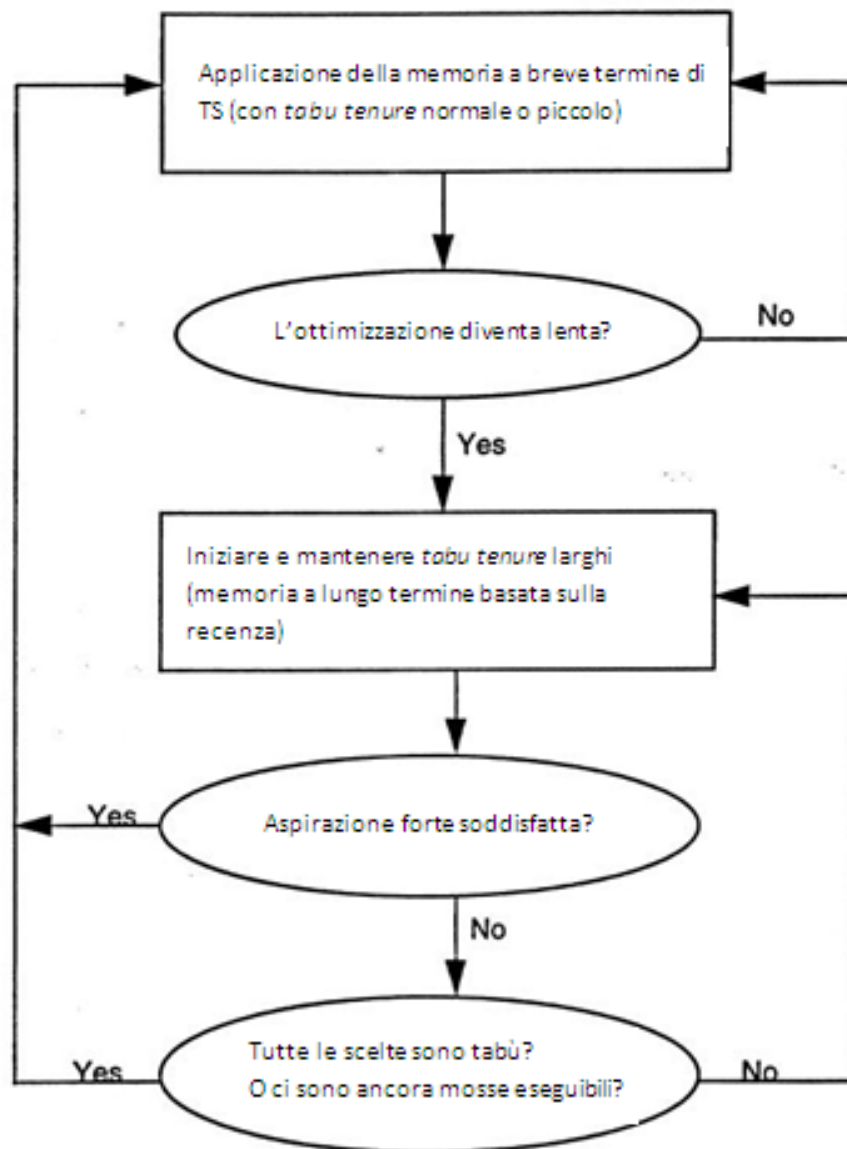 Applicazione della memoria a breve termine di
TS (con tabu tenure normale o piccolo)
L'ottimizzazione diventa lenta?
No
Yes
Iniziare e mantenere tabu tenure larghi
(memoria a lungo termine basata sulla
recenza)
Aspirazione forte soddisfatta?
Yes
No
Tutte le scelte sono tabù?
O ci sono ancora mosse eseguibili?
Yes
No